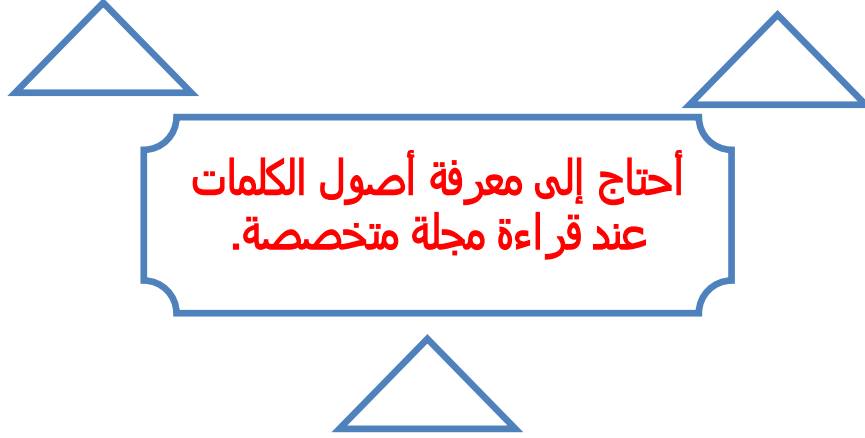 أحتاج إلى معرفة أصول الكلمات
عند قراءة مجلة متخصصة.